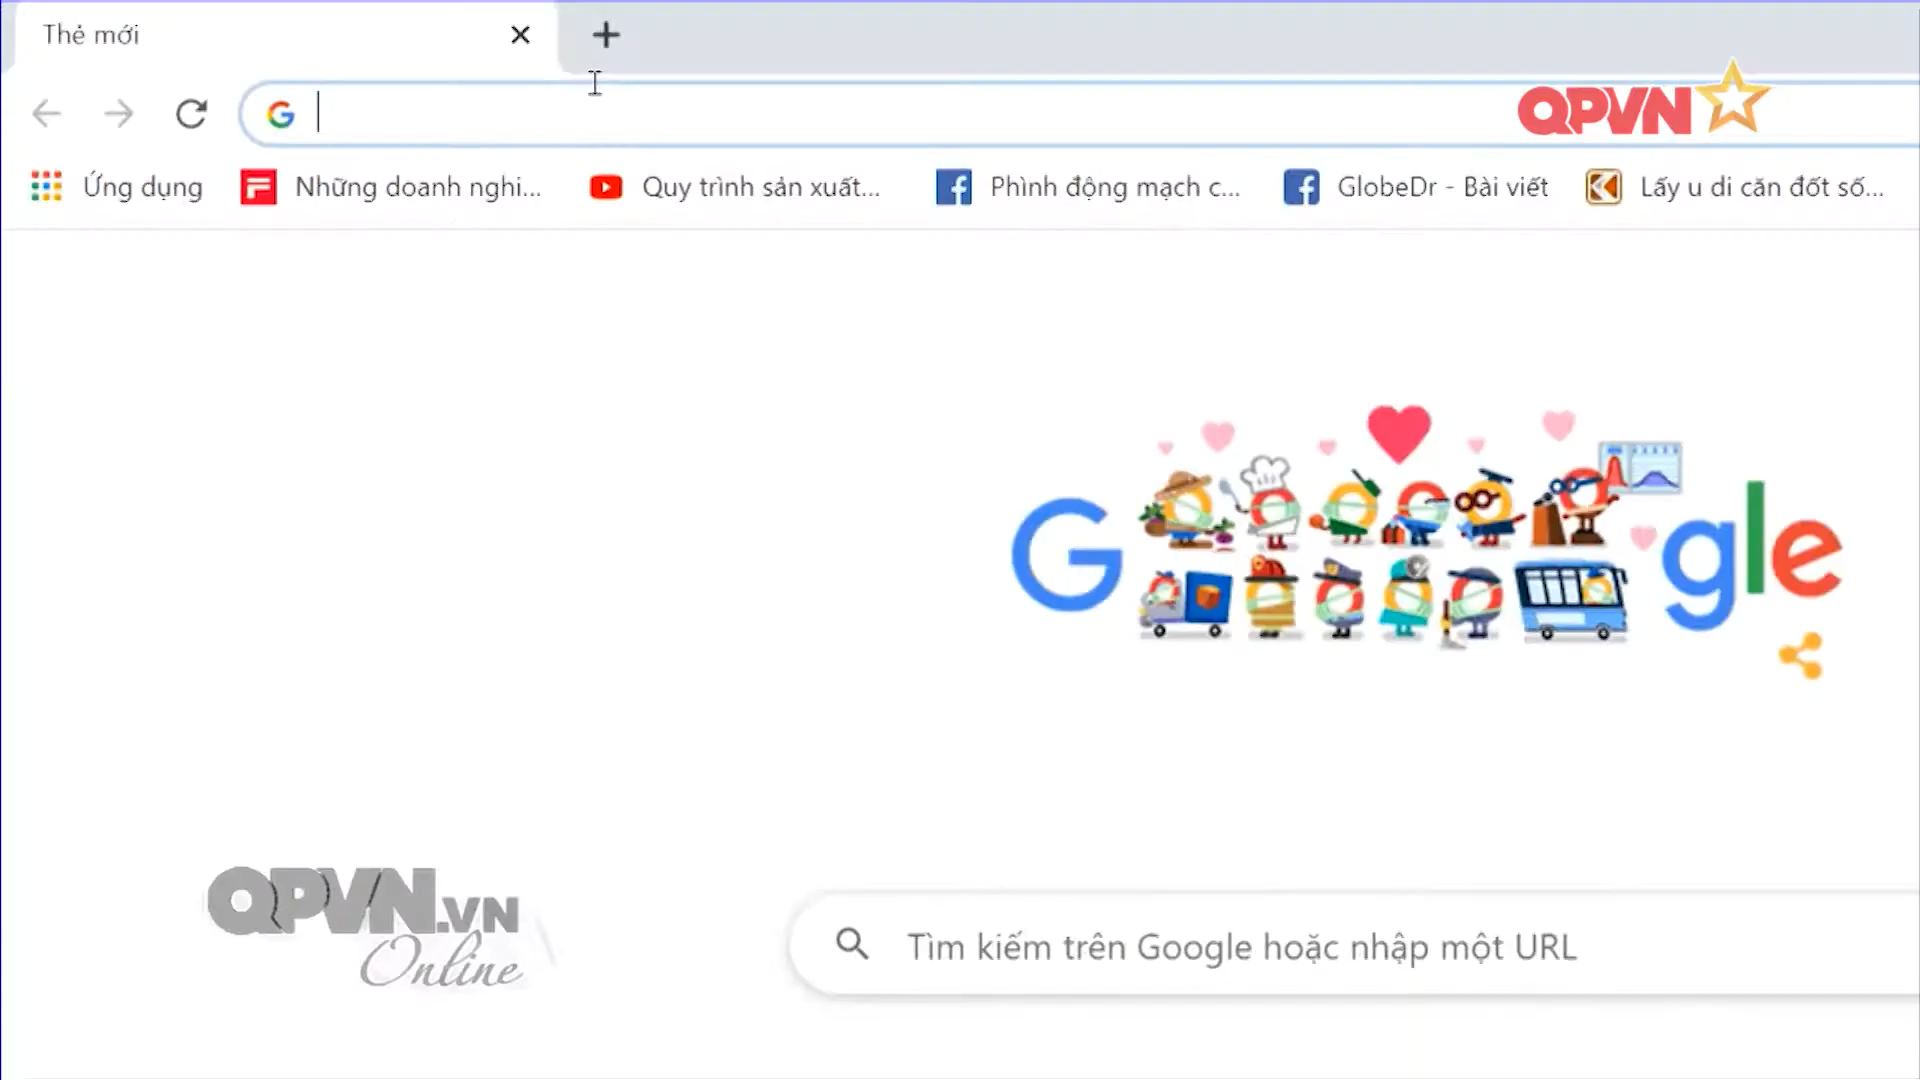 Thẻ mới
QPVN
Ứng dụng
Những doanh nghi...
Quy trình sản xuất...
Phình động mạch c...
GlobeDr - Bài viết
Lấy u di căn đốt số...
Google
QPVN.VN
Online
Tìm kiếm trên Google hoặc nhập một URL